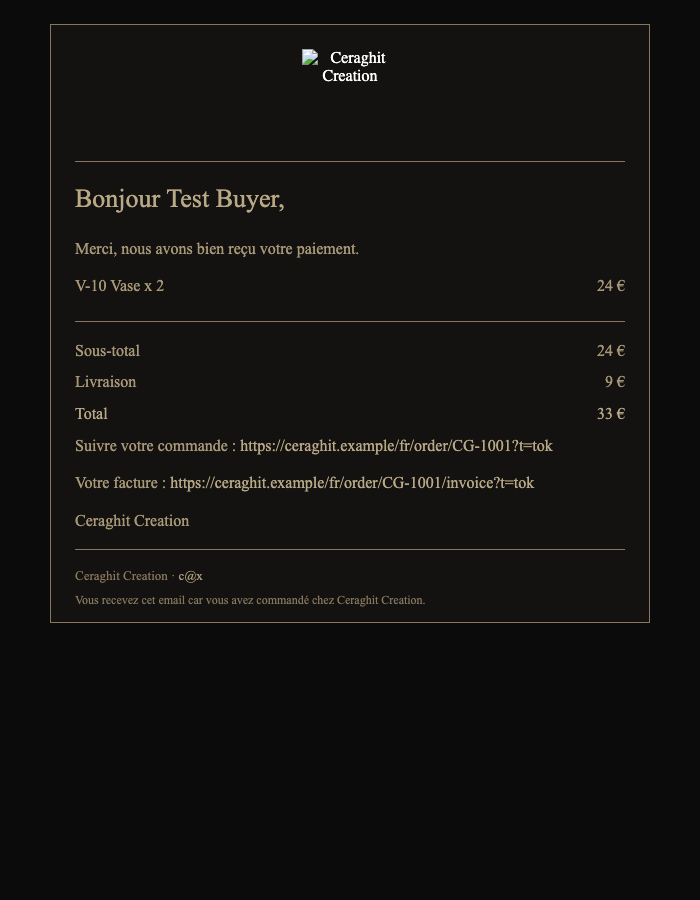 Ceraghit
Creation
Bonjour Test Buyer,
Merci, nous avons bien reçu votre paiement.
V-10 Vase x 2 24 €
Sous-total 24 €
Livraison 9 €
Total 33 €
Suivre votre commande : https://ceraghit.example/fr/order/CG-1001?t=tok
Votre facture : https://ceraghit.example/fr/order/CG-1001/invoice?t=tok
Ceraghit Creation
Ceraghit Creation · c@x
Vous recevez cet email car vous avez commandé chez Ceraghit Creation.